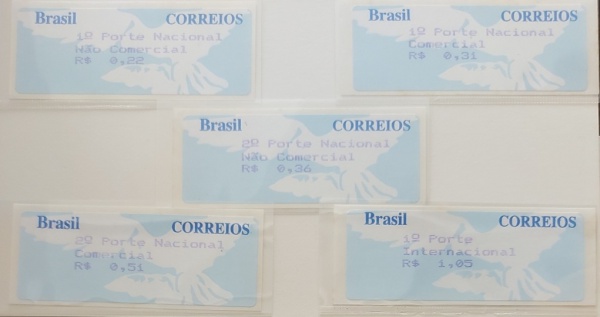 Brasil CORREIOS
1º Porte Nacional
Não Comercial
R$ 0,22
Brasil CORREIOS
1º Porte Nacional
Comercial
R$ 0,31
Brasil CORREIOS
2º Porte Nacional
Não Comercial
R$ 0,36
Brasil CORREIOS
2º Porte Nacional
Comercial
R$ 0,51
Brasil CORREIOS
1º Porte
Internacional
R$ 1,05